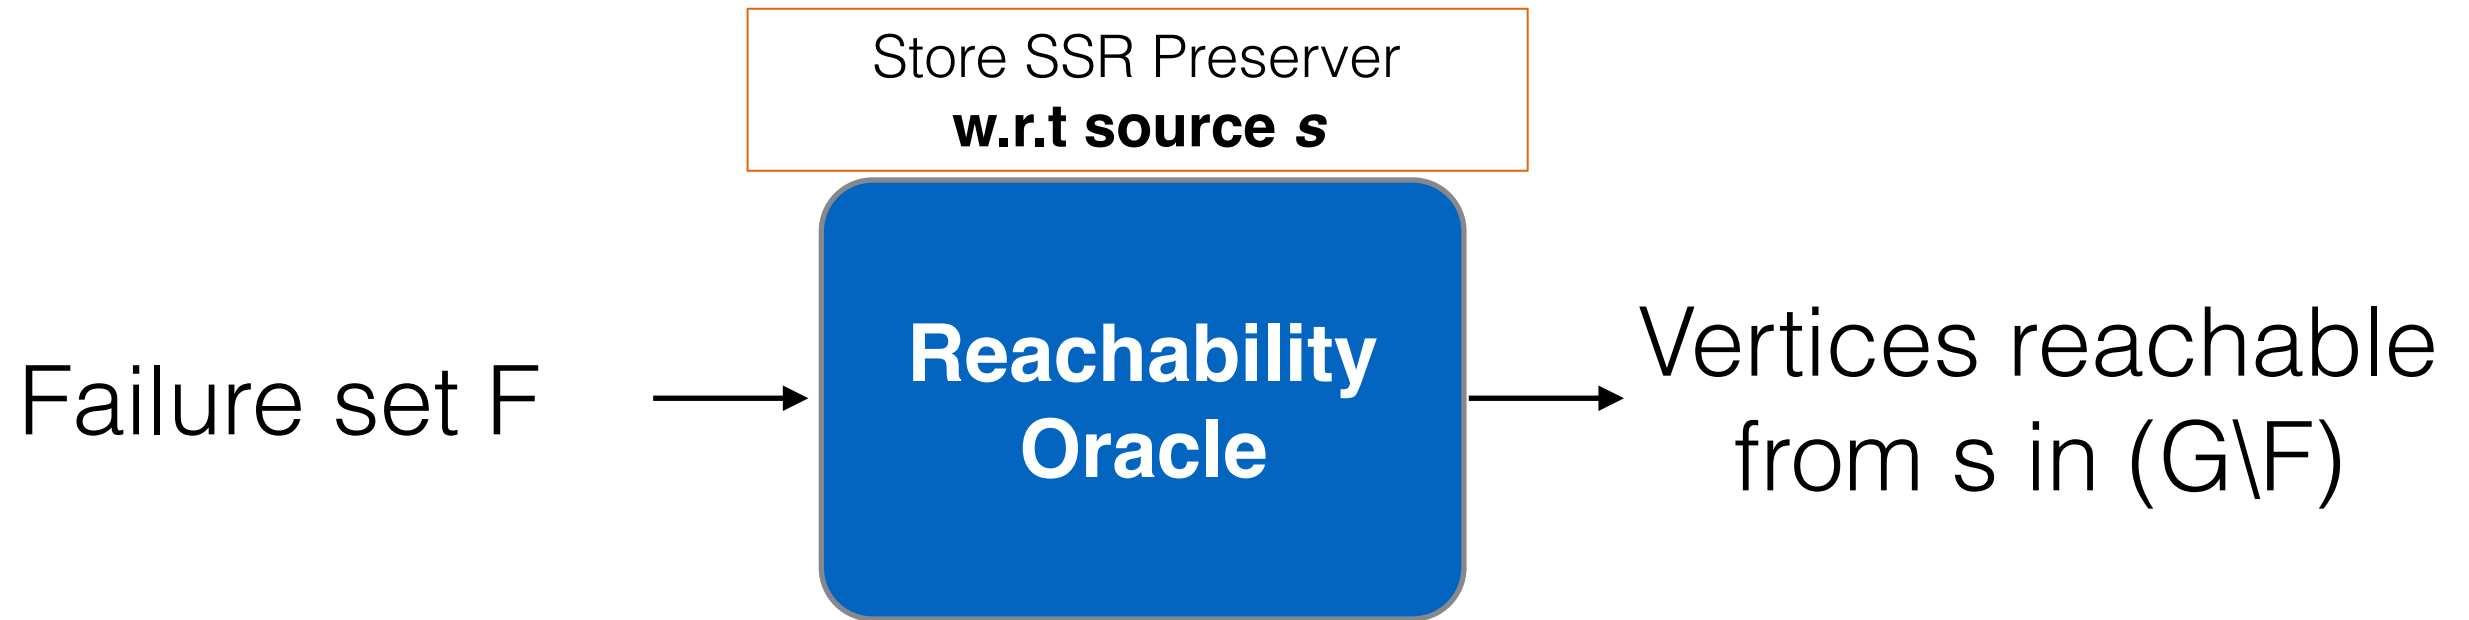 Store SSR Preserver
w.r.t source s
Failure set F
Reachability
Oracle
Vertices reachable
from s in (G\F)